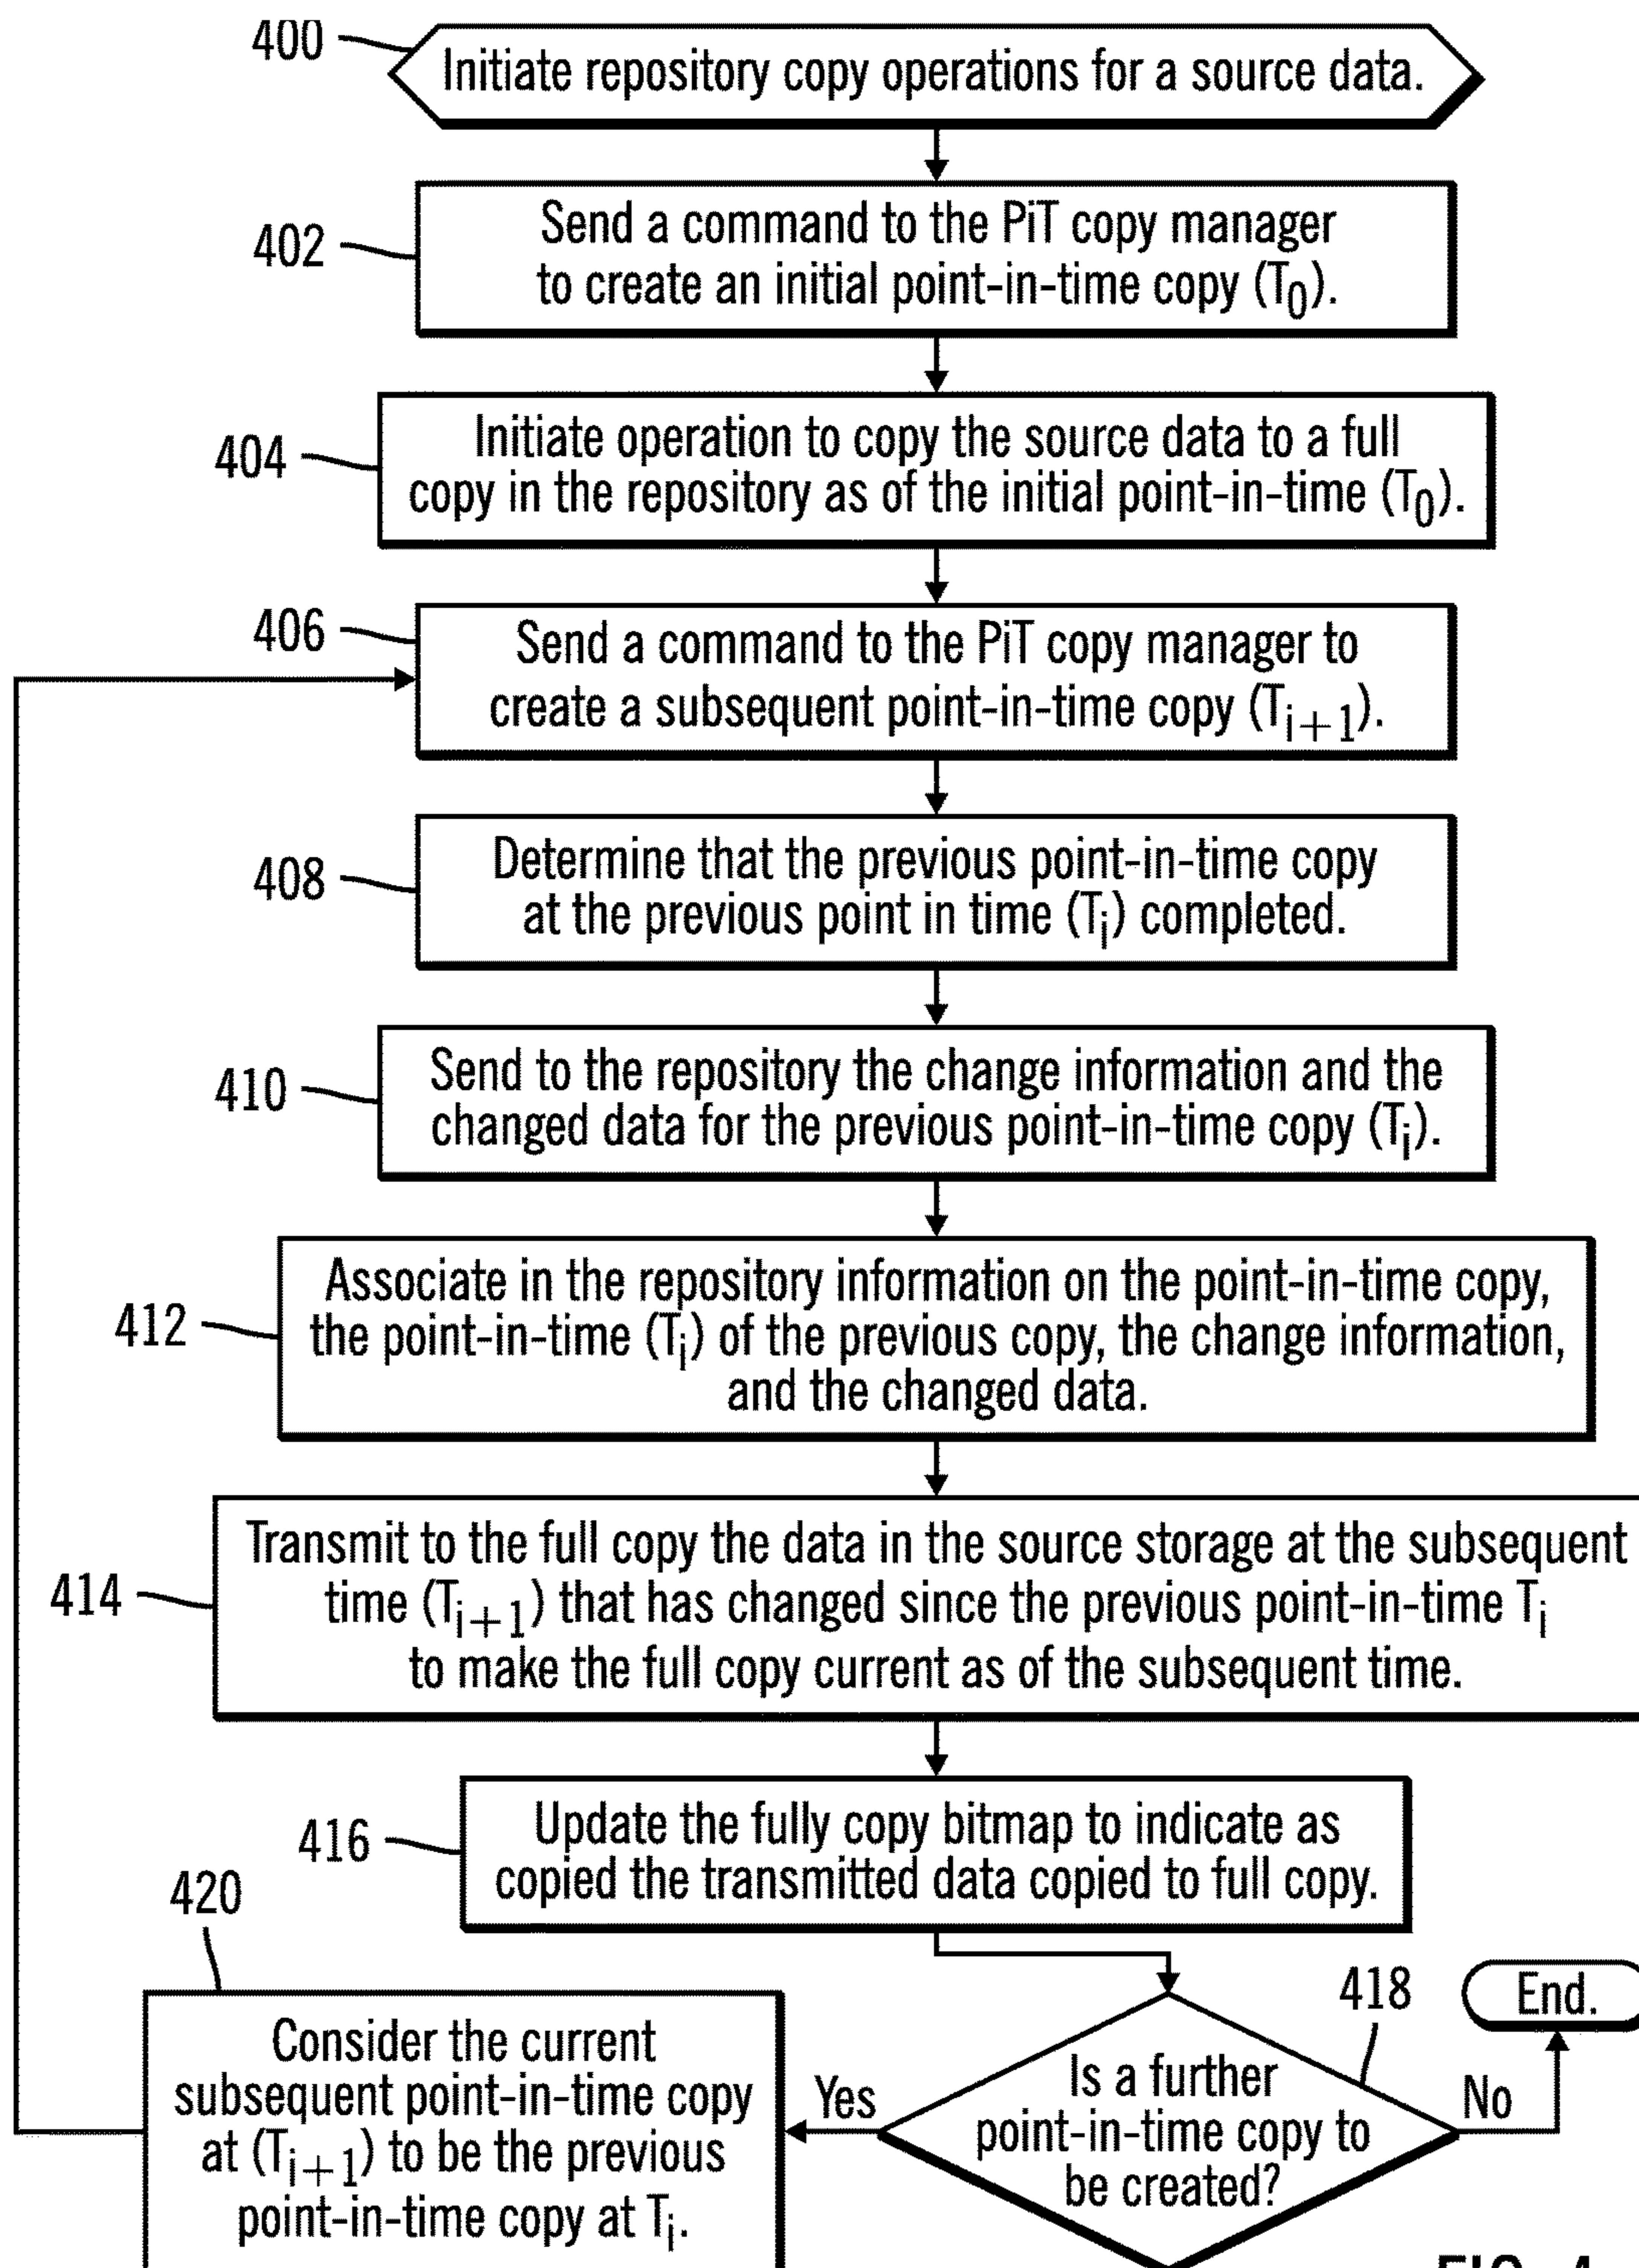 400
Initiate repository copy operations for a source data.
402
Send a command to the PiT copy manager
to create an initial point-in-time copy (T0).
404
Initiate operation to copy the source data to a full
copy in the repository as of the initial point-in-time (T0).
406
Send a command to the PiT copy manager to
create a subsequent point-in-time copy (Ti+1).
408
Determine that the previous point-in-time copy
at the previous point in time (Ti) completed.
410
Send to the repository the change information and the
changed data for the previous point-in-time copy (Ti).
412
Associate in the repository information on the point-in-time copy,
the point-in-time (Ti) of the previous copy, the change information,
and the changed data.
414
Transmit to the full copy the data in the source storage at the subsequent
time (Ti+1) that has changed since the previous point-in-time Ti
to make the full copy current as of the subsequent time.
416
Update the fully copy bitmap to indicate as
copied the transmitted data copied to full copy.
418
Is a further
point-in-time copy to
be created?
Yes
No
End.
420
Consider the current
subsequent point-in-time copy
at (Ti+1) to be the previous
point-in-time copy at Ti.